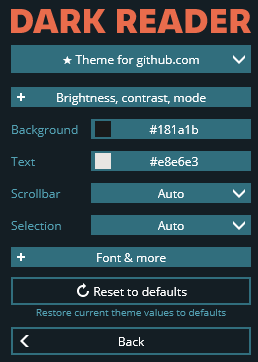 DARK READER
★ Theme for github.com
+ Brightness, contrast, mode
Background #181a1b
Text #e8e6e3
Scrollbar Auto
Selection Auto
+ Font & more
Reset to defaults
Restore current theme values to defaults
Back